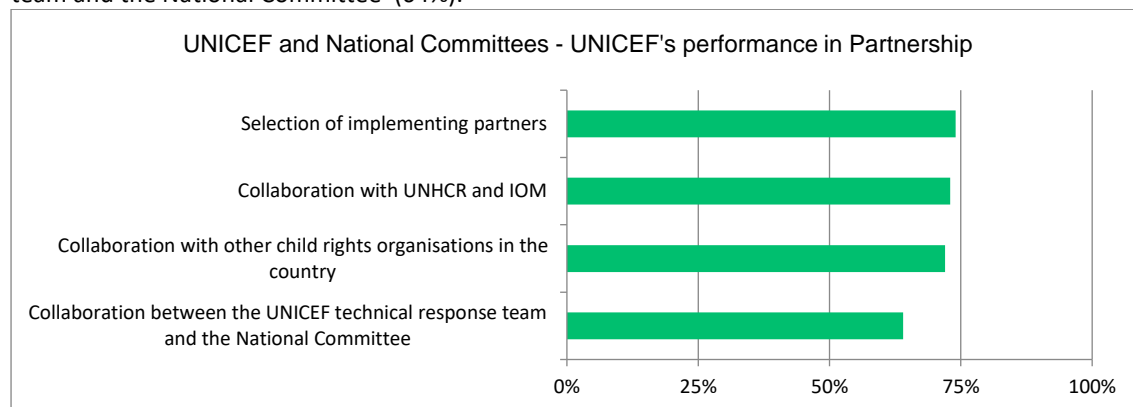 team and the National Committee (64%).
UNICEF and National Committees - UNICEF's performance in Partnership
Selection of implementing partners
Collaboration with UNHCR and IOM
Collaboration with other child rights organisations in the
country
Collaboration between the UNICEF technical response team
and the National Committee
0% 25% 50% 75% 100%